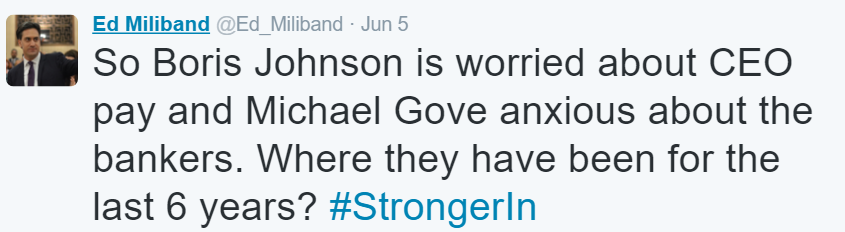 Ed Miliband @Ed_Miliband · Jun 5
So Boris Johnson is worried about CEO
pay and Michael Gove anxious about the
bankers. Where they have been for the
last 6 years? #StrongerIn